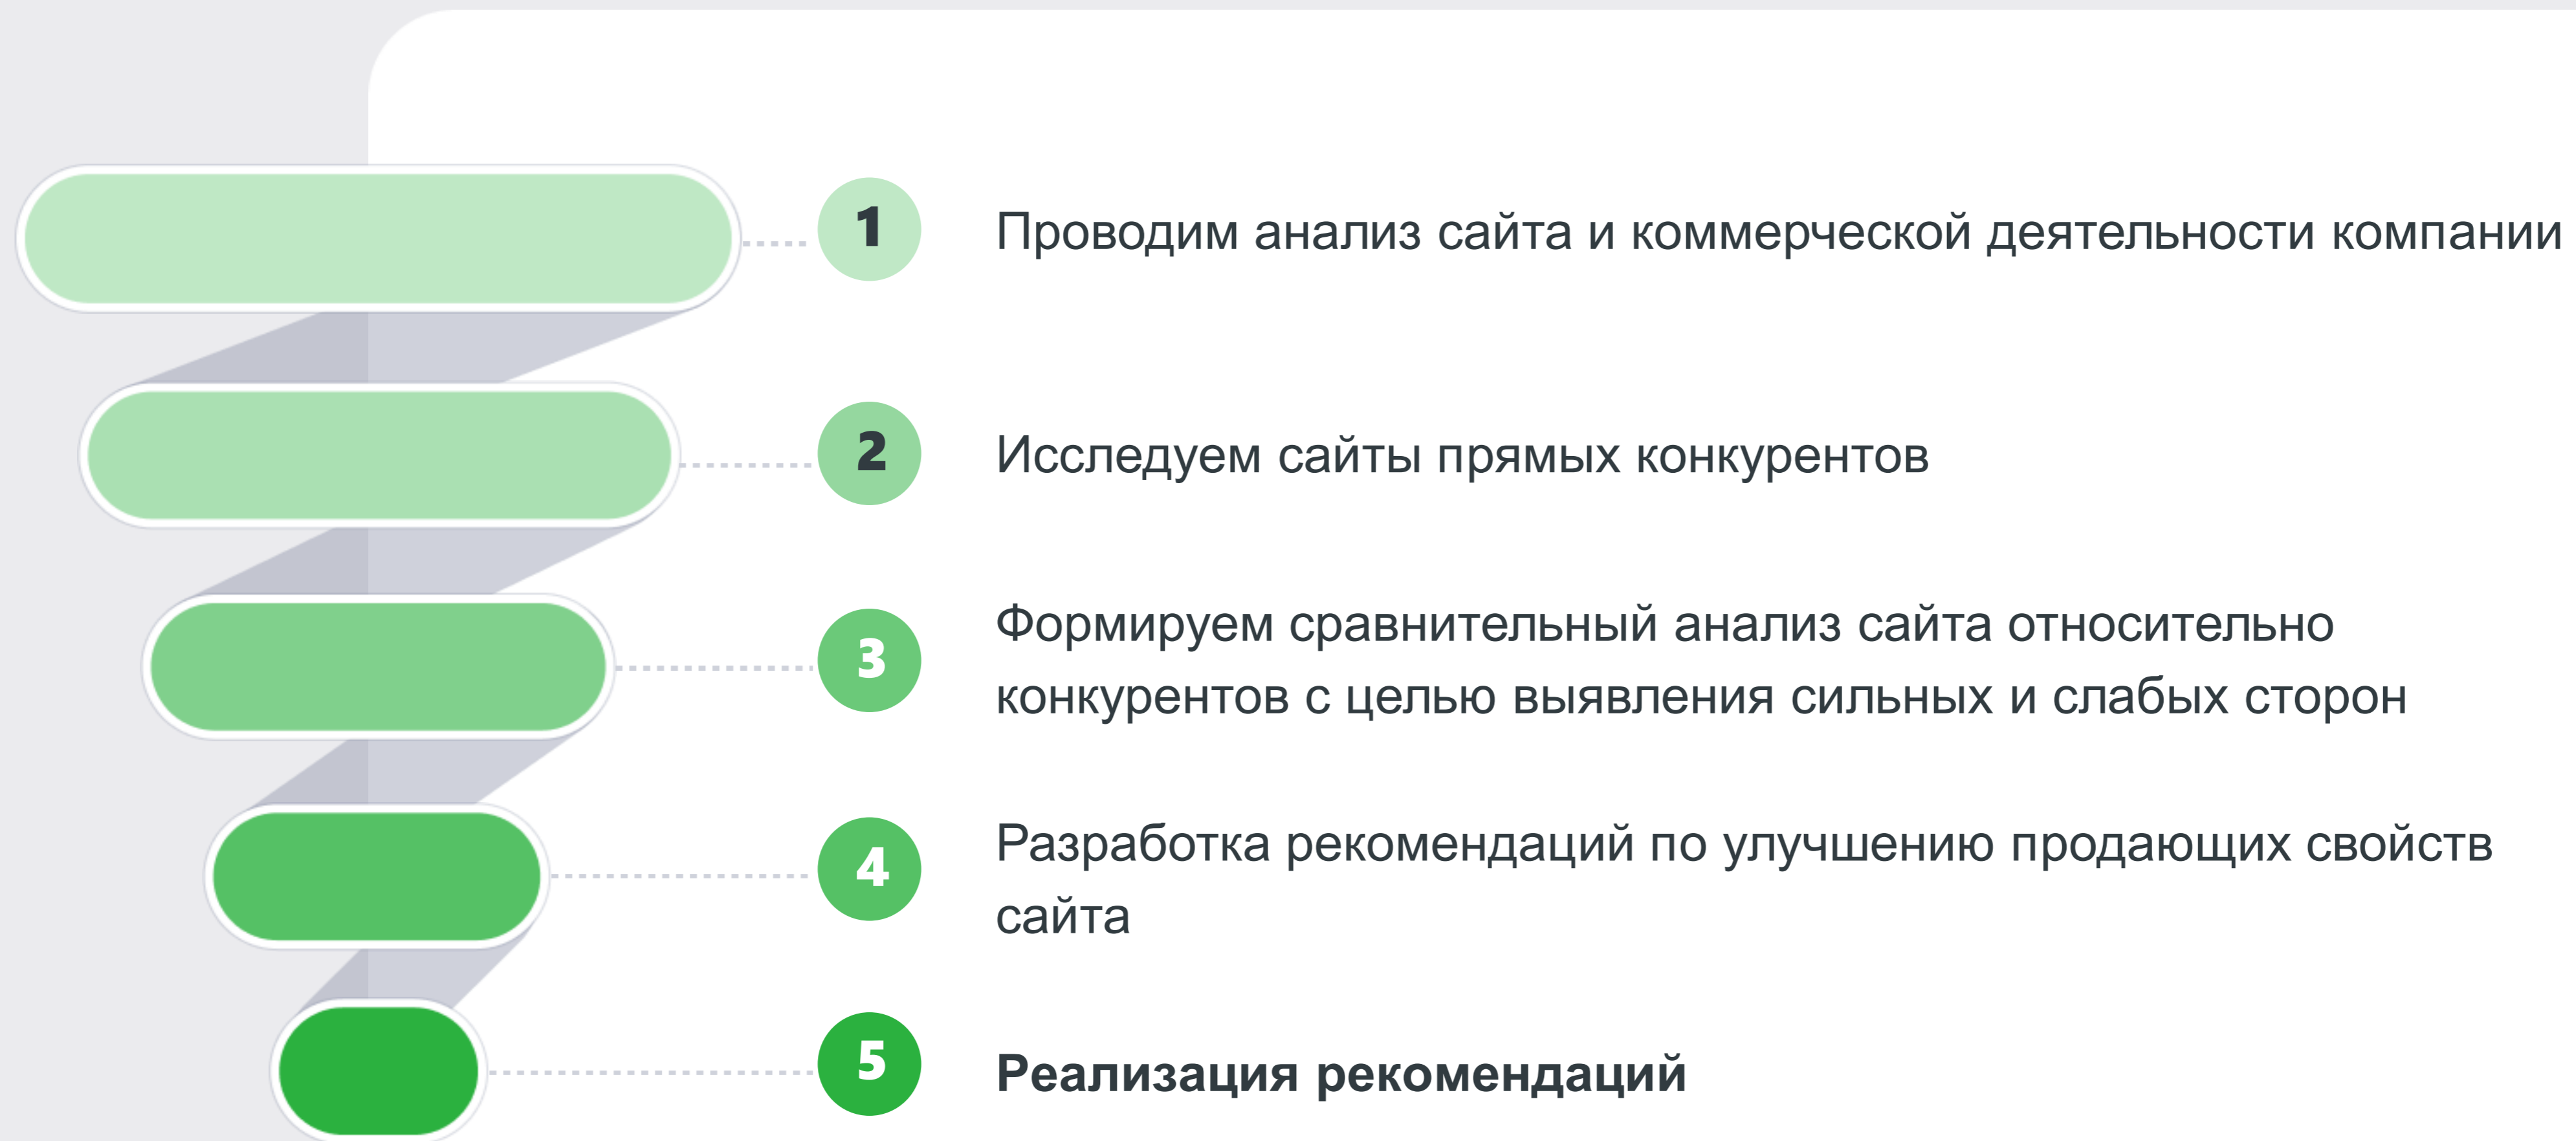 1
Проводим анализ сайта и коммерческой деятельности компании
2
Исследуем сайты прямых конкурентов
3
Формируем сравнительный анализ сайта относительно
конкурентов с целью выявления сильных и слабых сторон
4
Разработка рекомендаций по улучшению продающих свойств
сайта
5
Реализация рекомендаций